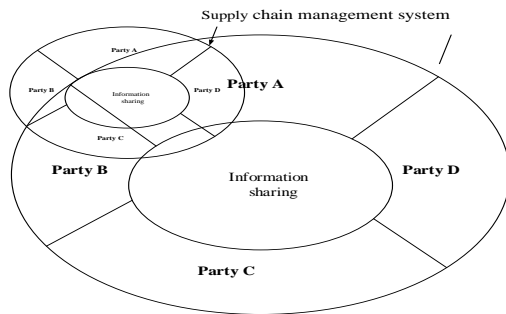 Supply chain management system
Party A
Party B
Party D
Information
sharing
Party C
Party A
Party B
Party D
Information
sharing
Party C